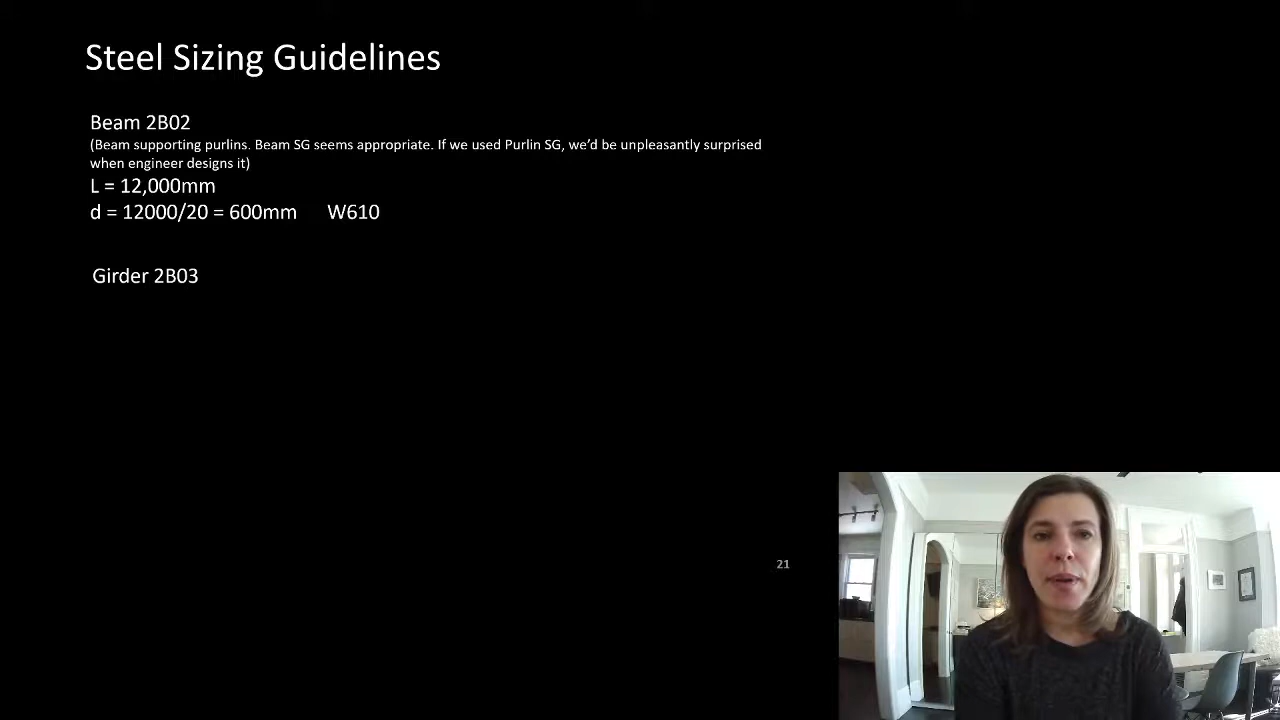 Steel Sizing Guidelines
Beam 2B02
(Beam supporting purlins. Beam SG seems appropriate. If we used Purlin SG, we’d be unpleasantly surprised
when engineer designs it)
L = 12,000mm
d = 12000/20 = 600mm W610
Girder 2B03
21